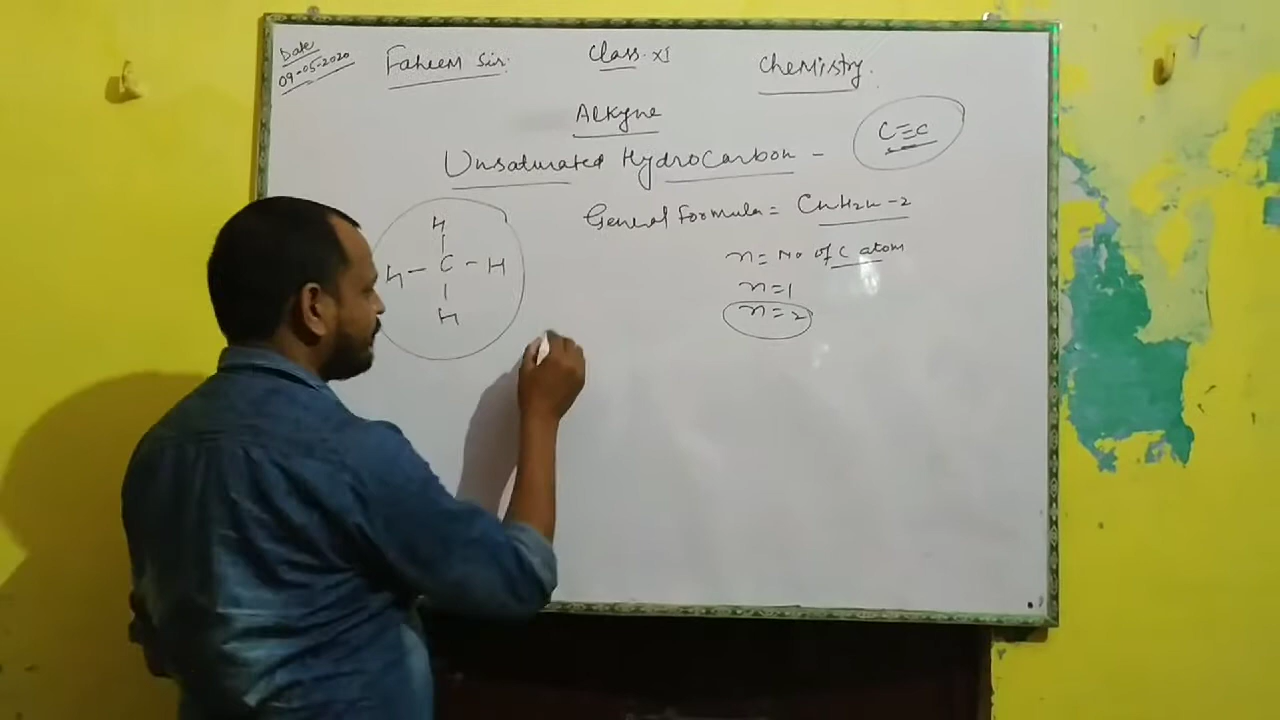 Date
09-05-2020
Faheem Sir:
Class-XI
Chemistry.
Alkyne
Unsaturated Hydrocarbon - C≡C
General Formula = CnH2n-2
n = No of C atom
n = 1
n = 2
H
H - C - H
H